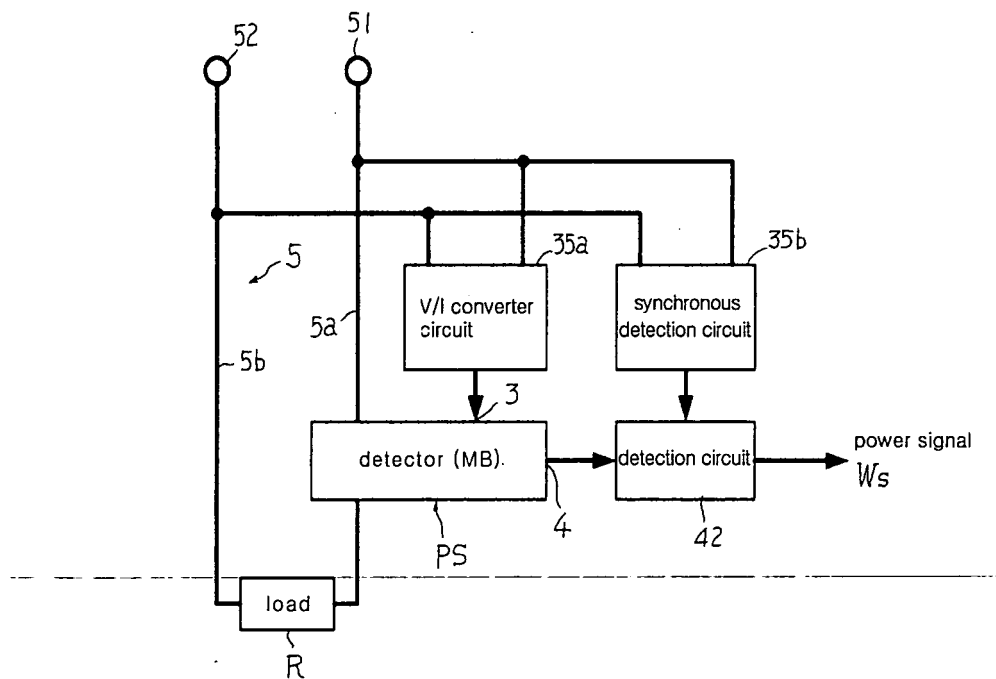 52
51
35a
35b
5
V/I converter
circuit
synchronous
detection circuit
5a
5b
3
detector (MB).
detection circuit
power signal
Ws
4
42
PS
load
R